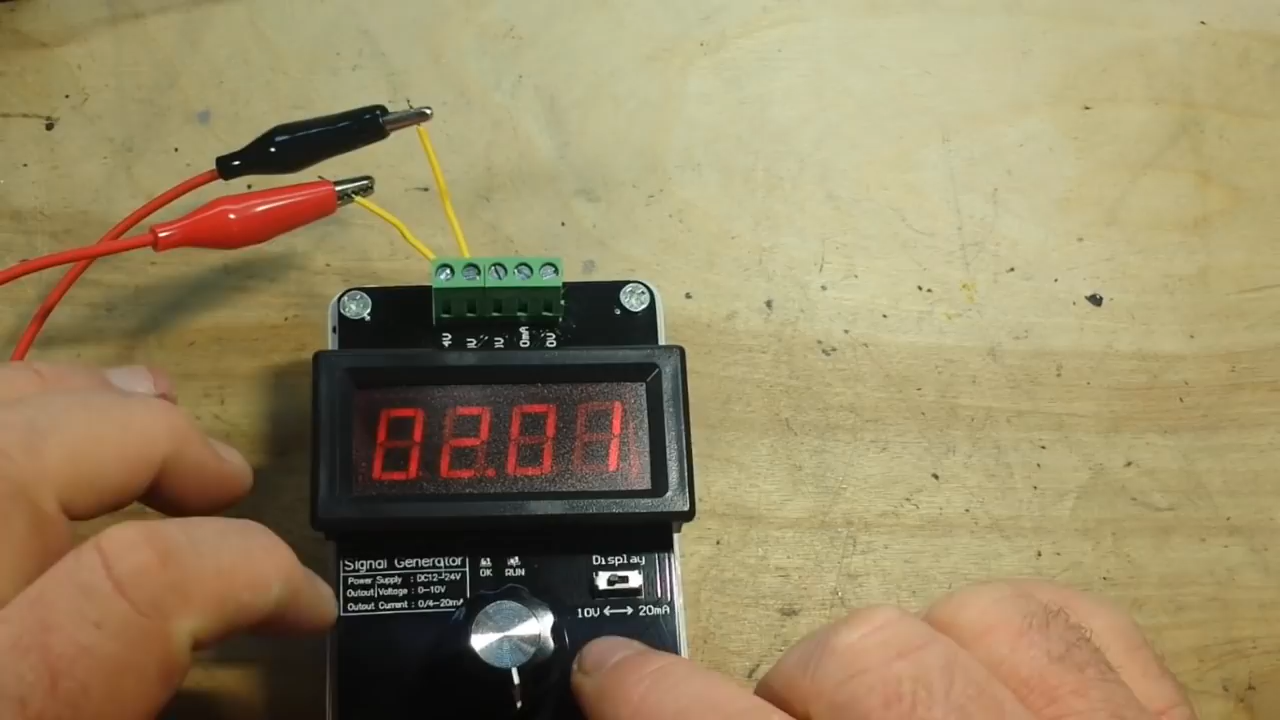 02.01
Signal Generator
Power Supply : DC12-24V
Output Voltage : 0-10V
Output Current : 0/4-20mA
OK RUN
Display
10V 20mA